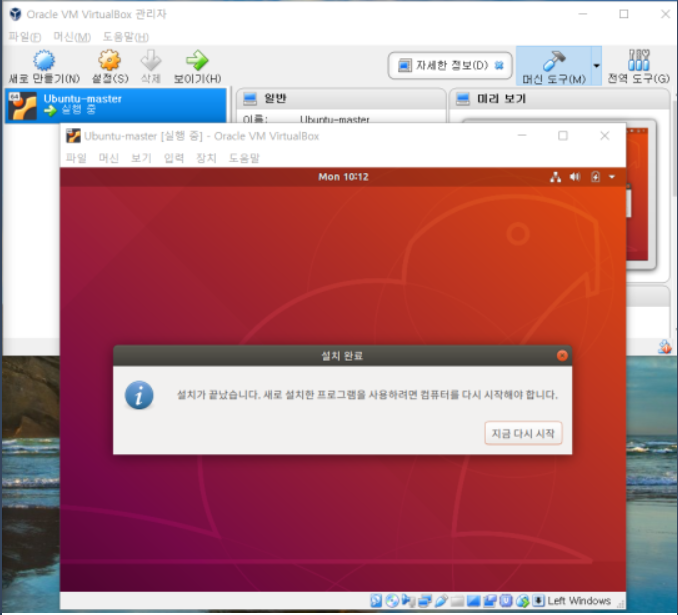 Oracle VM VirtualBox 관리자
파일(F) 머신(M) 도움말(H)
새로 만들기(N) 설정(S) 삭제 보이기(H) 자세한 정보(D) 머신 도구(M) 전역 도구(G)
64 Ubuntu-master
실행 중
일반
미리 보기
이름: Ubuntu-master
Ubuntu-master [실행 중] - Oracle VM VirtualBox
파일 머신 보기 입력 장치 도움말
Mon 10:12
설치 완료
설치가 끝났습니다. 새로 설치한 프로그램을 사용하려면 컴퓨터를 다시 시작해야 합니다.
지금 다시 시작
Left Windows